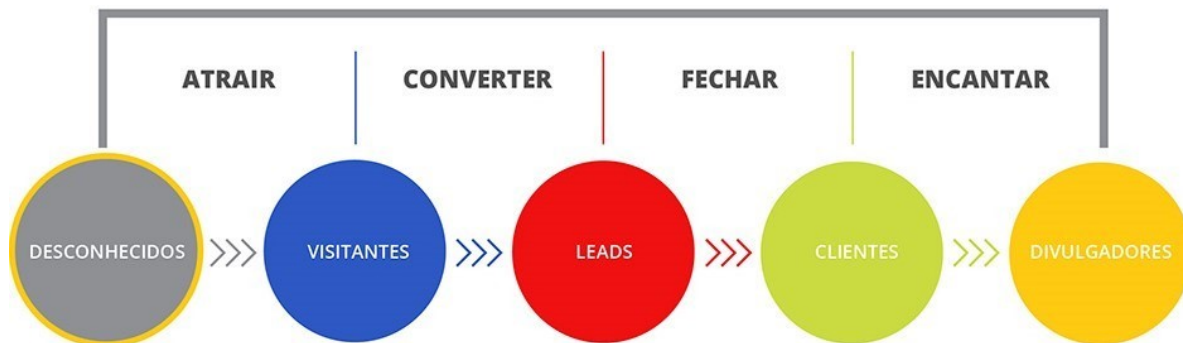 ATRAIR CONVERTER FECHAR ENCANTAR
DESCONHECIDOS VISITANTES LEADS CLIENTES DIVULGADORES